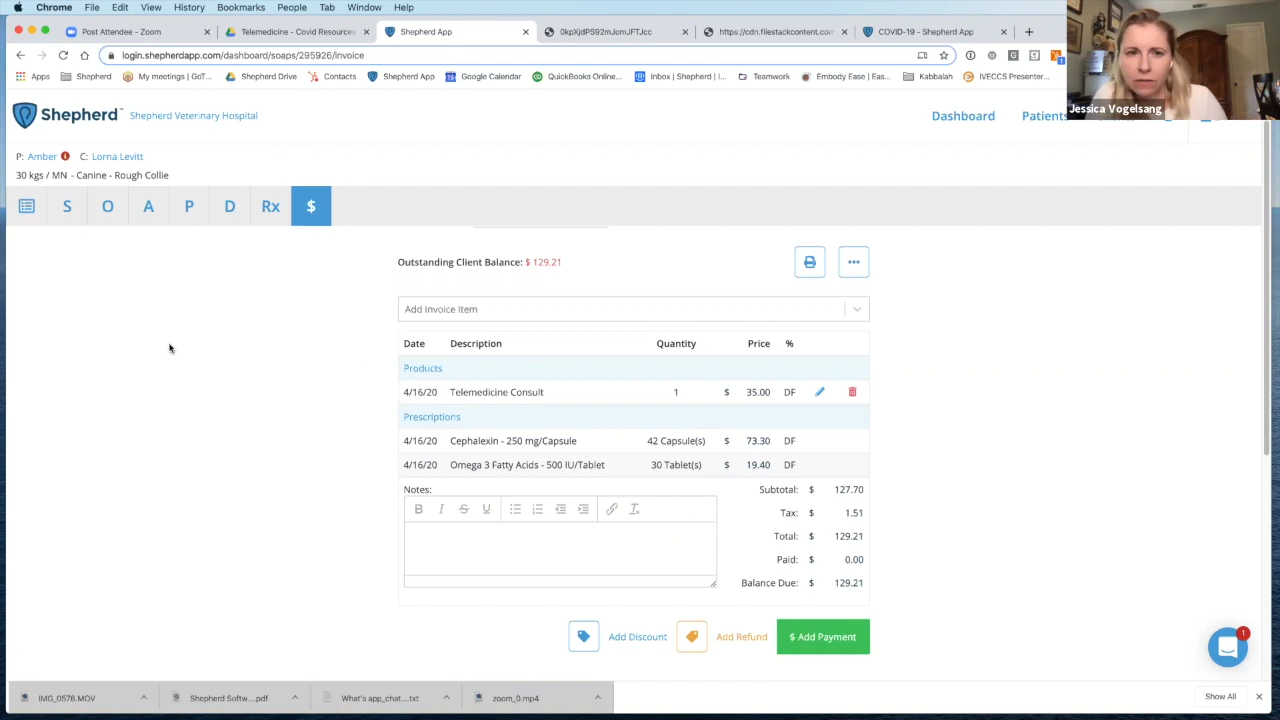 Chrome File Edit View History Bookmarks People Tab Window Help
Post Attendee - Zoom Telemedicine - Covid Resources Shepherd App 0kpXjdPS92mJomJFTJcc https://cdn.filestackcontent.com COVID-19 - Shepherd App
login.shepherdapp.com/dashboard/soaps/295926/invoice
Apps Shepherd My meetings | GoT... Shepherd Drive Contacts Shepherd App Google Calendar QuickBooks Online... Inbox | Shepherd | I... Teamwork Embody Ease | Eas... Kabbalah IVECCS Presenter...
Jessica Vogelsang
Shepherd Shepherd Veterinary Hospital Dashboard Patients
P: Amber C: Lorna Levitt
30 kgs / MN - Canine - Rough Collie
S O A P D Rx $
Outstanding Client Balance: $ 129.21
Add Invoice Item
Date Description Quantity Price %
Products
4/16/20 Telemedicine Consult 1 $ 35.00 DF
Prescriptions
4/16/20 Cephalexin - 250 mg/Capsule 42 Capsule(s) $ 73.30 DF
4/16/20 Omega 3 Fatty Acids - 500 IU/Tablet 30 Tablet(s) $ 19.40 DF
Notes: Subtotal: $ 127.70
B I S U
Tax: $ 1.51
Total: $ 129.21
Paid: $ 0.00
Balance Due: $ 129.21
Add Discount Add Refund $ Add Payment
1
IMG_0576.MOV Shepherd Softw...pdf What's app_chat....txt zoom_0.mp4 Show All